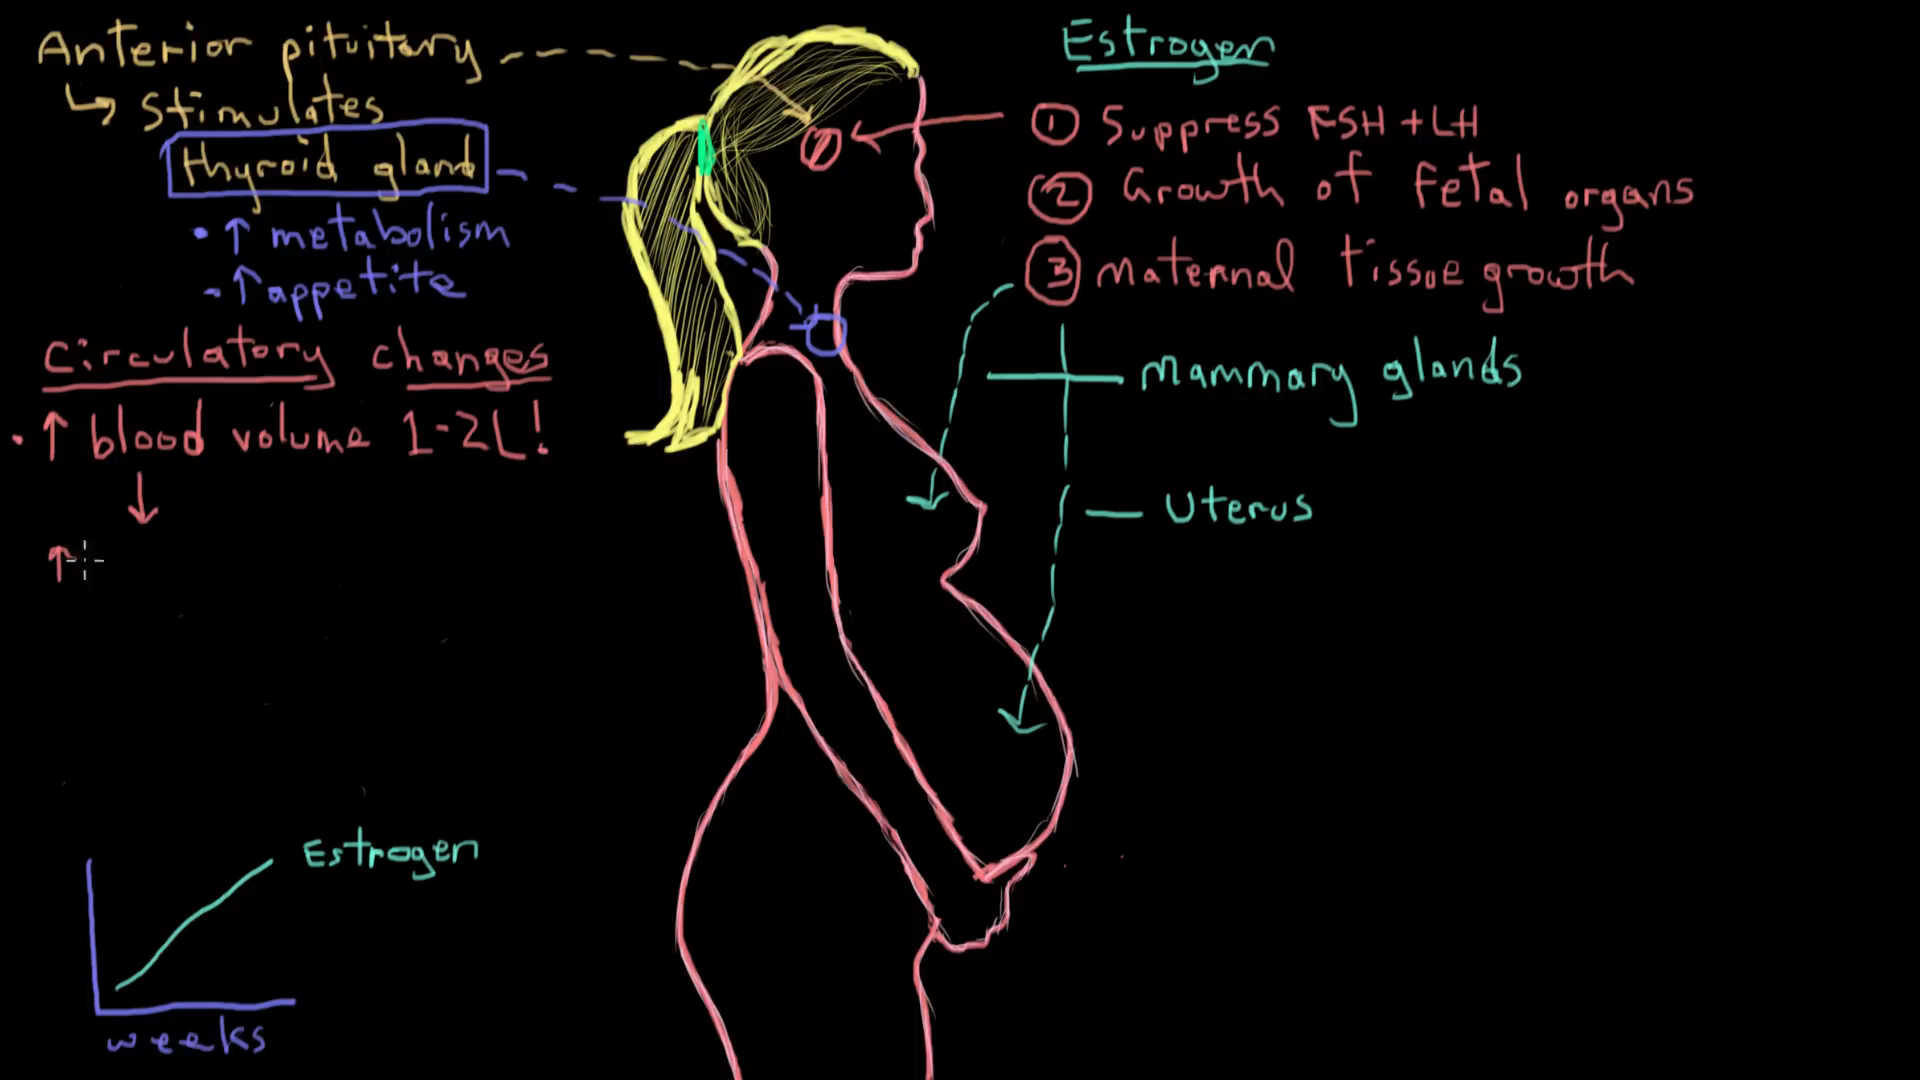 Anterior pituitary
↳ stimulates
thyroid gland
• ↑ metabolism
• ↑ appetite
Circulatory changes
• ↑ blood volume 1-2L!
↓
↑
Estrogen
weeks
Estrogen
① Suppress FSH + LH
② Growth of fetal organs
③ maternal tissue growth
mammary glands
Uterus